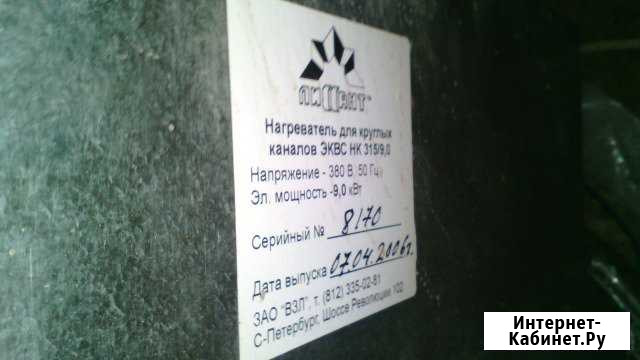 ЛИССАНТ™
Нагреватель для круглых
каналов ЭКВС НК 315/9,0
Напряжение - 380 В, 50 Гц
Эл. мощность -9,0 кВт
Серийный № 8170
Дата выпуска 07.04.2006г.
ЗАО "ВЗЛ", т. (812) 335-02-81
С-Петербург, Шоссе Революции 102
Интернет-
Кабинет.Ру